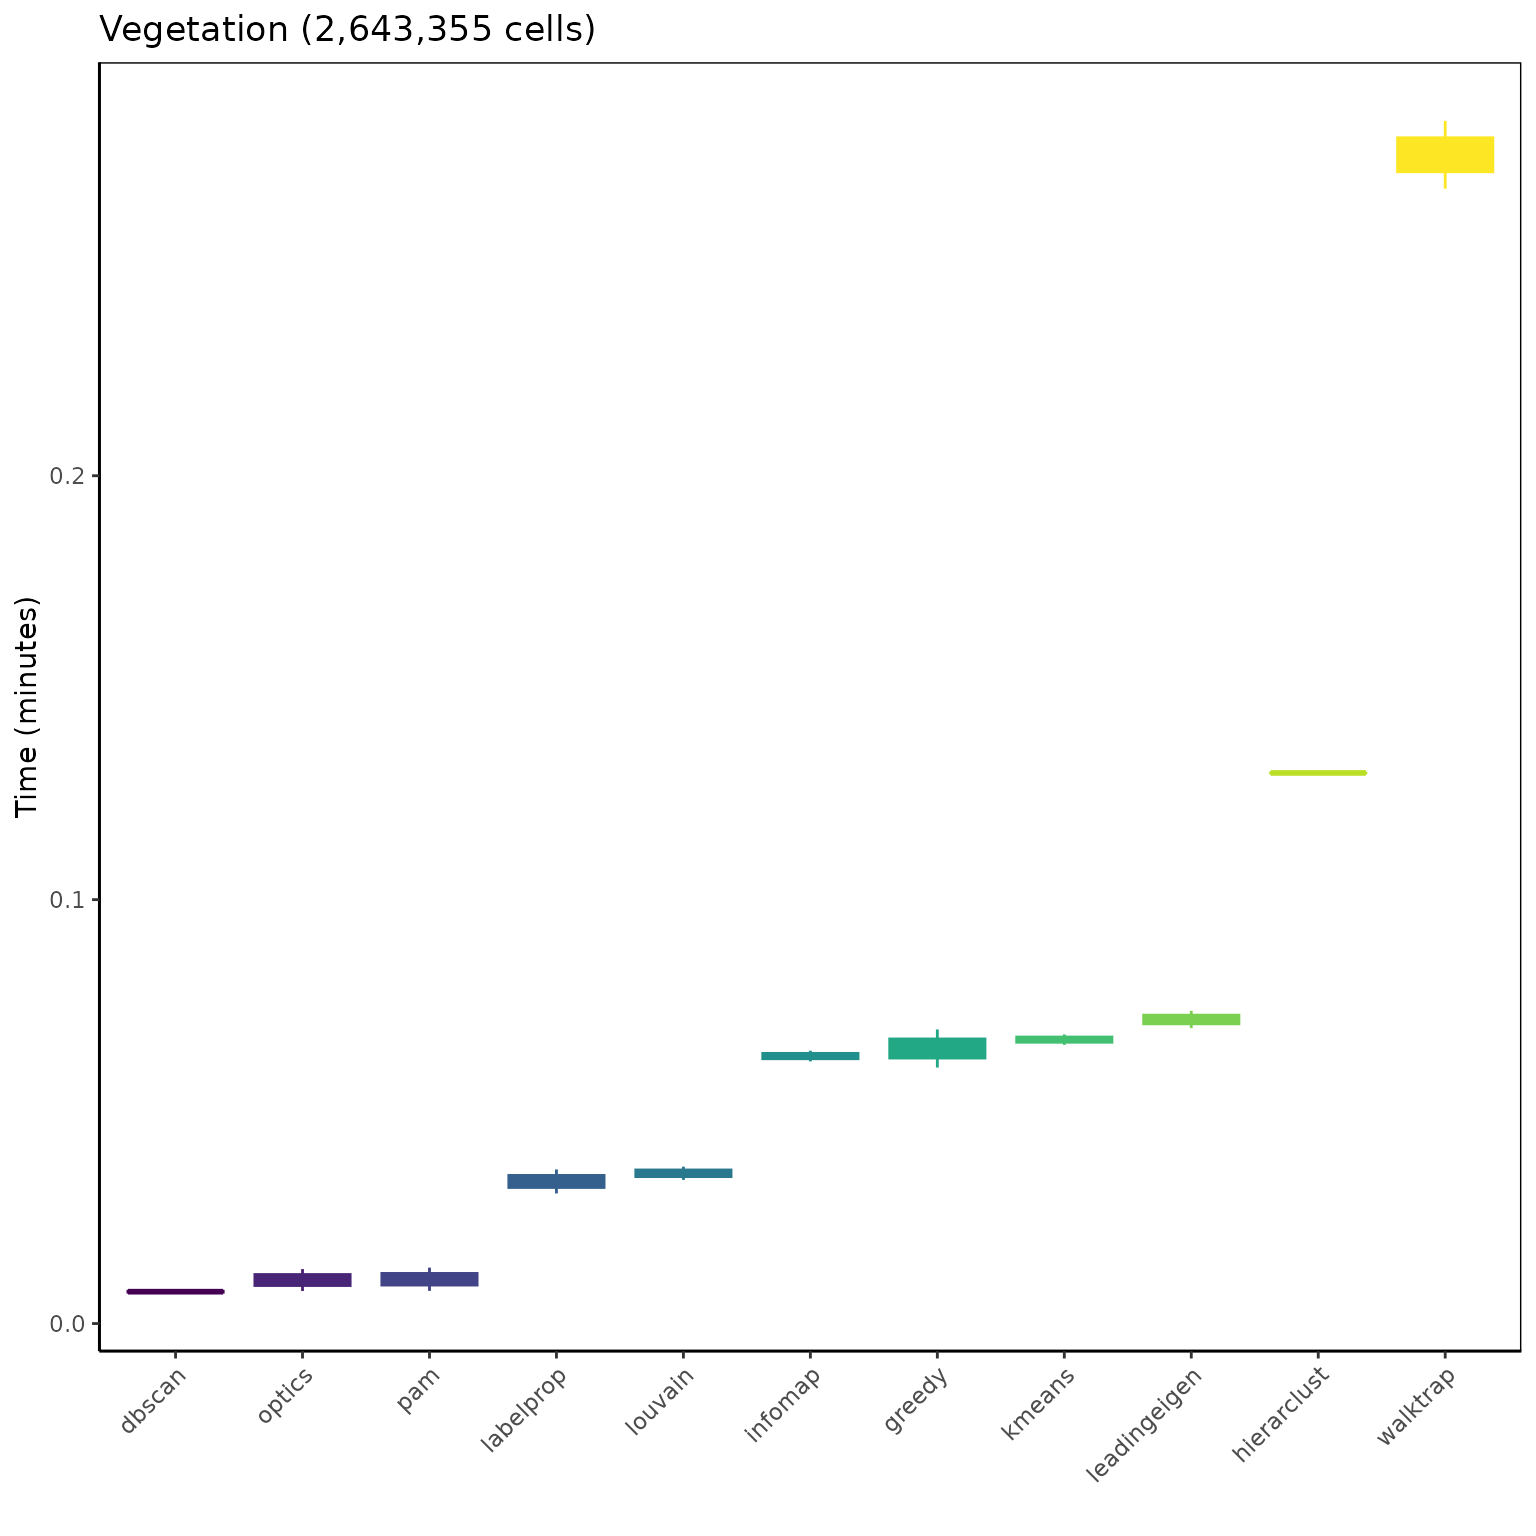 Vegetation (2,643,355 cells)
Time (minutes)
0.2
0.1
0.0
dbscan
optics
pam
labelprop
louvain
infomap
greedy
kmeans
leadingeigen
hierarclust
walktrap